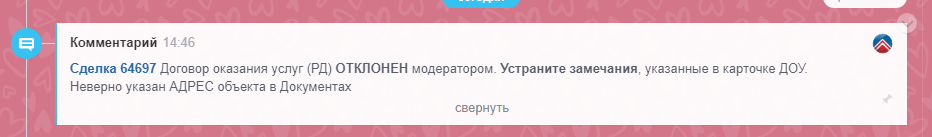 сегодня
Комментарий 14:46
Сделка 64697 Договор оказания услуг (РД) ОТКЛОНЕН модератором. Устраните замечания, указанные в карточке ДОУ.
Неверно указан АДРЕС объекта в Документах
свернуть